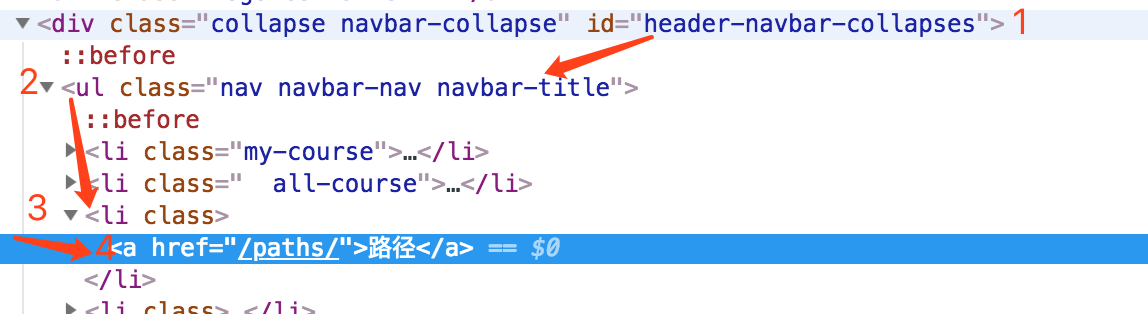 ▼<div class="collapse navbar-collapse" id="header-navbar-collapses"> 1
::before
2 ▼<ul class="nav navbar-nav navbar-title">
::before
▶<li class="my-course">…</li>
▶<li class="  all-course">…</li>
3 ▼<li class>
4 <a href="/paths/">路径</a> == $0
</li>
▶<li class> </li>